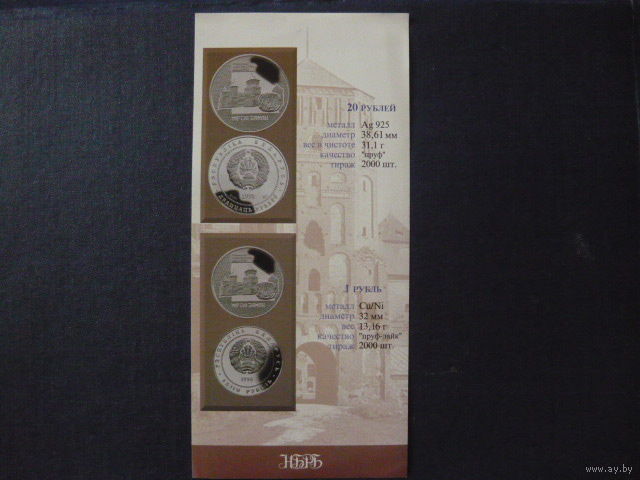 20 РУБЛЕЙ
металл Ag 925
диаметр 38,61 мм
вес в чистоте 31,1 г
качество "пруф"
тираж 2000 шт.
1 РУБЛЬ
металл Cu/Ni
диаметр 32 мм
вес 13,16 г
качество "пруф-лайк"
тираж 2000 шт.
1998
НБРБ
www.ay.by